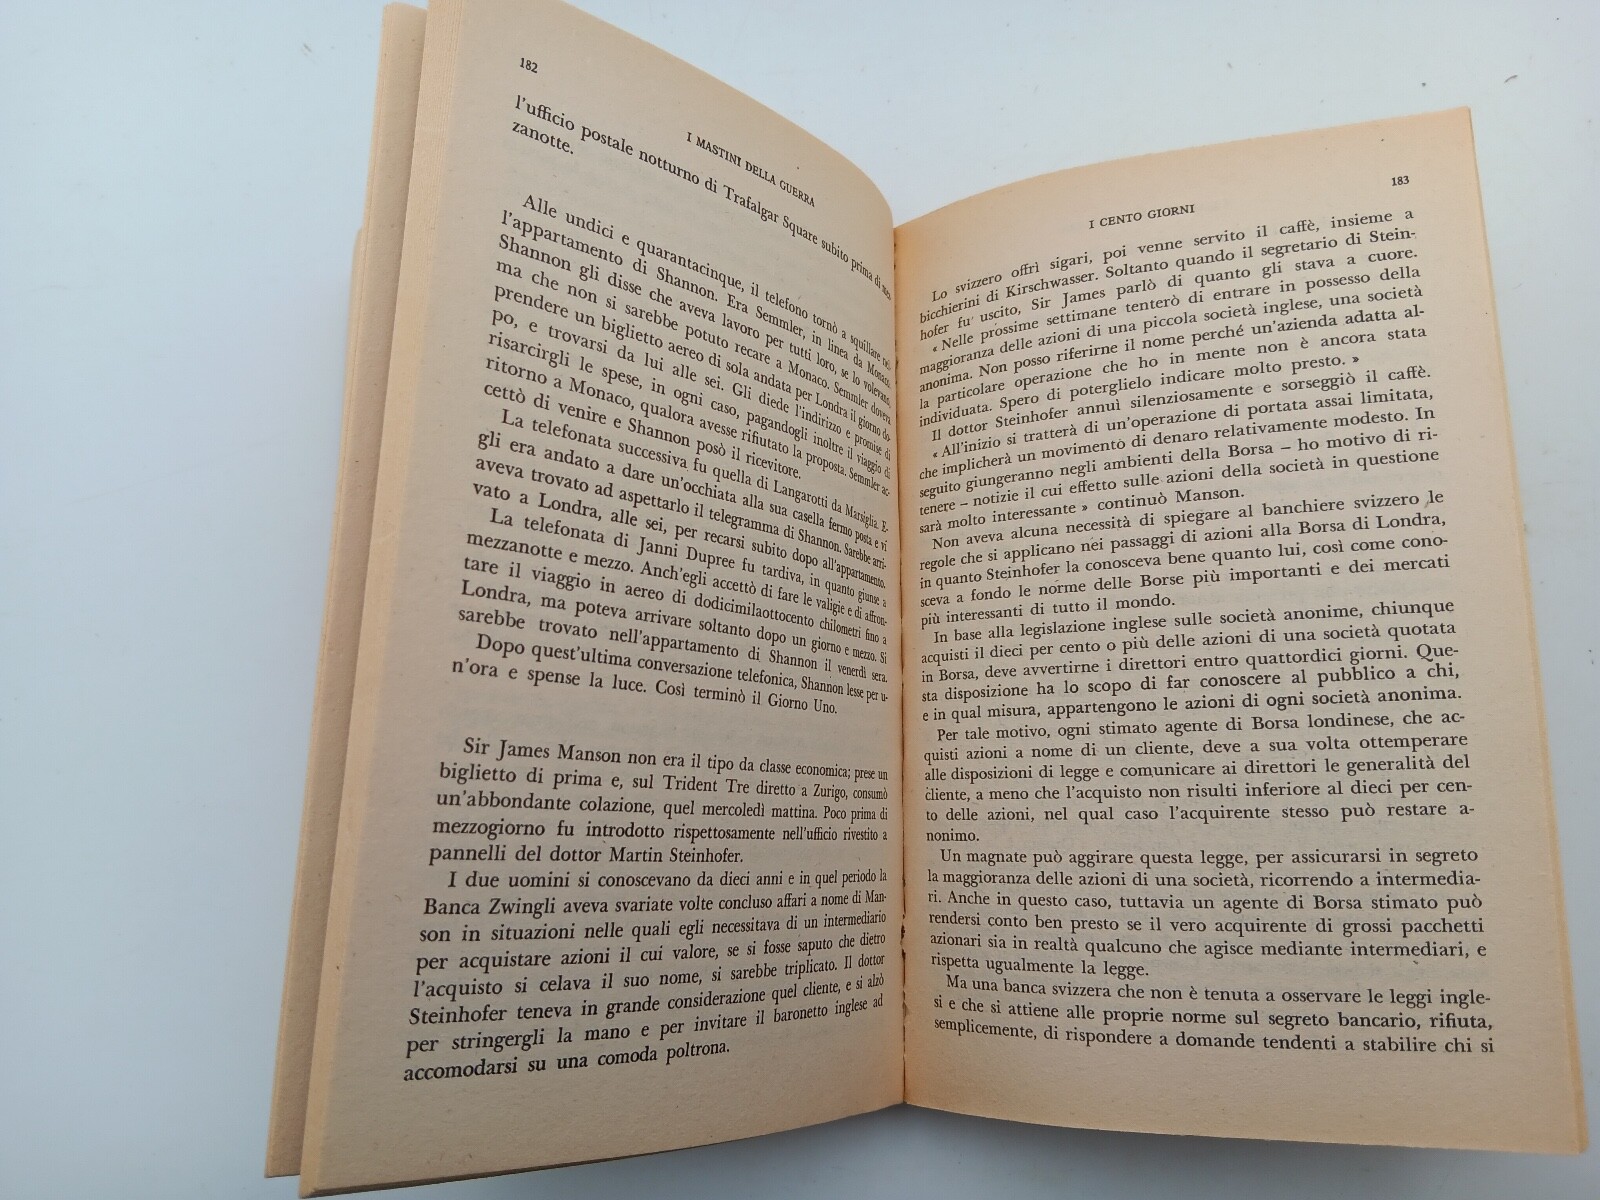 182
I MASTINI DELLA GUERRA
l'ufficio postale notturno di Trafalgar Square subito prima di mez-
zanotte.
Alle undici e quarantacinque, il telefono tornò a squillare nel-
l'appartamento di Shannon. Era Semmler, in linea da Monaco.
Shannon gli disse che aveva lavoro per tutti loro, se lo volevano,
ma che non si sarebbe potuto recare a Monaco. Semmler doveva
prendere un biglietto aereo di sola andata per Londra il giorno do-
po, e trovarsi da lui alle sei. Gli diede l'indirizzo e promise di
risarcirgli le spese, in ogni caso, pagandogli inoltre il viaggio di
ritorno a Monaco, qualora avesse rifiutato la proposta. Semmler ac-
cettò di venire e Shannon posò il ricevitore.
La telefonata successiva fu quella di Langarotti da Marsiglia. E-
gli era andato a dare un'occhiata alla sua casella fermo posta e vi
aveva trovato ad aspettarlo il telegramma di Shannon. Sarebbe arri-
vato a Londra, alle sei, per recarsi subito dopo all'appartamento.
La telefonata di Janni Dupree fu tardiva, in quanto giunse a
mezzanotte e mezzo. Anch'egli accettò di fare le valigie e di affron-
tare il viaggio in aereo di dodicimilaottocento chilometri fino a
Londra, ma poteva arrivare soltanto dopo un giorno e mezzo. Si
sarebbe trovato nell'appartamento di Shannon il venerdì sera.
Dopo quest'ultima conversazione telefonica, Shannon lesse per u-
n'ora e spense la luce. Così terminò il Giorno Uno.
Sir James Manson non era il tipo da classe economica; prese un
biglietto di prima e, sul Trident Tre diretto a Zurigo, consumò
un'abbondante colazione, quel mercoledì mattina. Poco prima di
mezzogiorno fu introdotto rispettosamente nell'ufficio rivestito a
pannelli del dottor Martin Steinhofer.
I due uomini si conoscevano da dieci anni e in quel periodo la
Banca Zwingli aveva svariate volte concluso affari a nome di Man-
son in situazioni nelle quali egli necessitava di un intermediario
per acquistare azioni il cui valore, se si fosse saputo che dietro
l'acquisto si celava il suo nome, si sarebbe triplicato. Il dottor
Steinhofer teneva in grande considerazione quel cliente, e si alzò
per stringergli la mano e per invitare il baronetto inglese ad
accomodarsi su una comoda poltrona.
183
I CENTO GIORNI
Lo svizzero offrì sigari, poi venne servito il caffè, insieme a
bicchierini di Kirschwasser. Soltanto quando il segretario di Stein-
hofer fu uscito, Sir James parlò di quanto gli stava a cuore.
« Nelle prossime settimane tenterò di entrare in possesso della
maggioranza delle azioni di una piccola società inglese, una società
anonima. Non posso riferirne il nome perché un'azienda adatta al-
la particolare operazione che ho in mente non è ancora stata
individuata. Spero di poterglielo indicare molto presto. »
Il dottor Steinhofer annuì silenziosamente e sorseggiò il caffè.
« All'inizio si tratterà di un'operazione di portata assai limitata,
che implicherà un movimento di denaro relativamente modesto. In
seguito giungeranno negli ambienti della Borsa – ho motivo di ri-
tenere – notizie il cui effetto sulle azioni della società in questione
sarà molto interessante » continuò Manson.
Non aveva alcuna necessità di spiegare al banchiere svizzero le
regole che si applicano nei passaggi di azioni alla Borsa di Londra,
in quanto Steinhofer la conosceva bene quanto lui, così come cono-
sceva a fondo le norme delle Borse più importanti e dei mercati
più interessanti di tutto il mondo.
In base alla legislazione inglese sulle società anonime, chiunque
acquisti il dieci per cento o più delle azioni di una società quotata
in Borsa, deve avvertirne i direttori entro quattordici giorni. Que-
sta disposizione ha lo scopo di far conoscere al pubblico a chi,
e in qual misura, appartengono le azioni di ogni società anonima.
Per tale motivo, ogni stimato agente di Borsa londinese, che ac-
quisti azioni a nome di un cliente, deve a sua volta ottemperare
alle disposizioni di legge e comunicare ai direttori le generalità del
cliente, a meno che l'acquisto non risulti inferiore al dieci per cen-
to delle azioni, nel qual caso l'acquirente stesso può restare a-
nonimo.
Un magnate può aggirare questa legge, per assicurarsi in segreto
la maggioranza delle azioni di una società, ricorrendo a intermedia-
ri. Anche in questo caso, tuttavia un agente di Borsa stimato può
rendersi conto ben presto se il vero acquirente di grossi pacchetti
azionari sia in realtà qualcuno che agisce mediante intermediari, e
rispetta ugualmente la legge.
Ma una banca svizzera che non è tenuta a osservare le leggi ingle-
si e che si attiene alle proprie norme sul segreto bancario, rifiuta,
semplicemente, di rispondere a domande tendenti a stabilire chi si